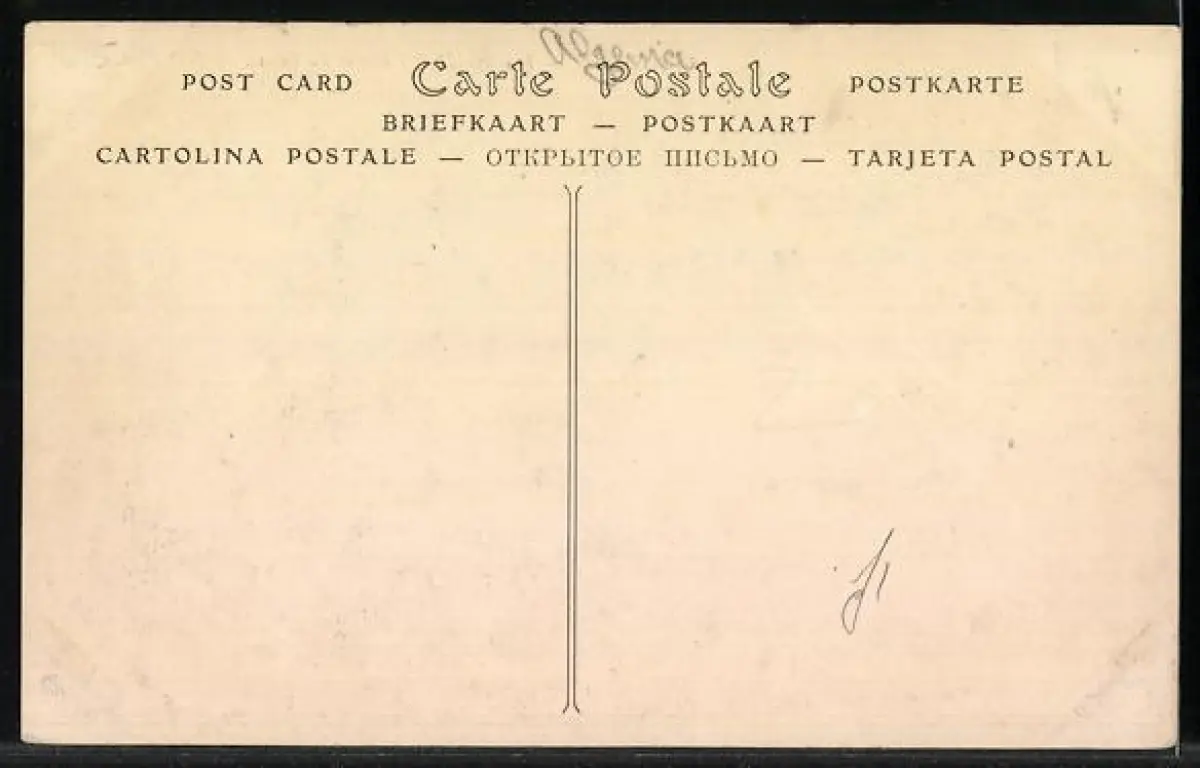 Algeria
POST CARD Carte Postale POSTKARTE
BRIEFKAART — POSTKAART
CARTOLINA POSTALE — ОТКРЫТОЕ ПИСЬМО — TARJETA POSTAL